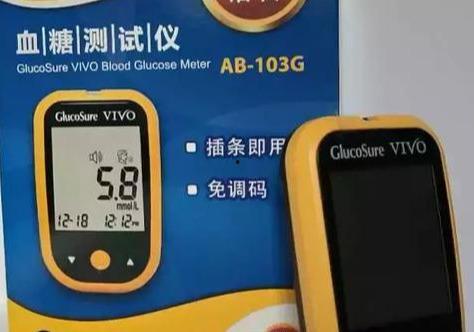 血糖测试仪
GlucoSure VIVO Blood Glucose Meter AB-103G
GlucoSure VIVO
5.8
mmol/L
12-18 12:12PM
插条即用
免调码
GlucoSure VIVO